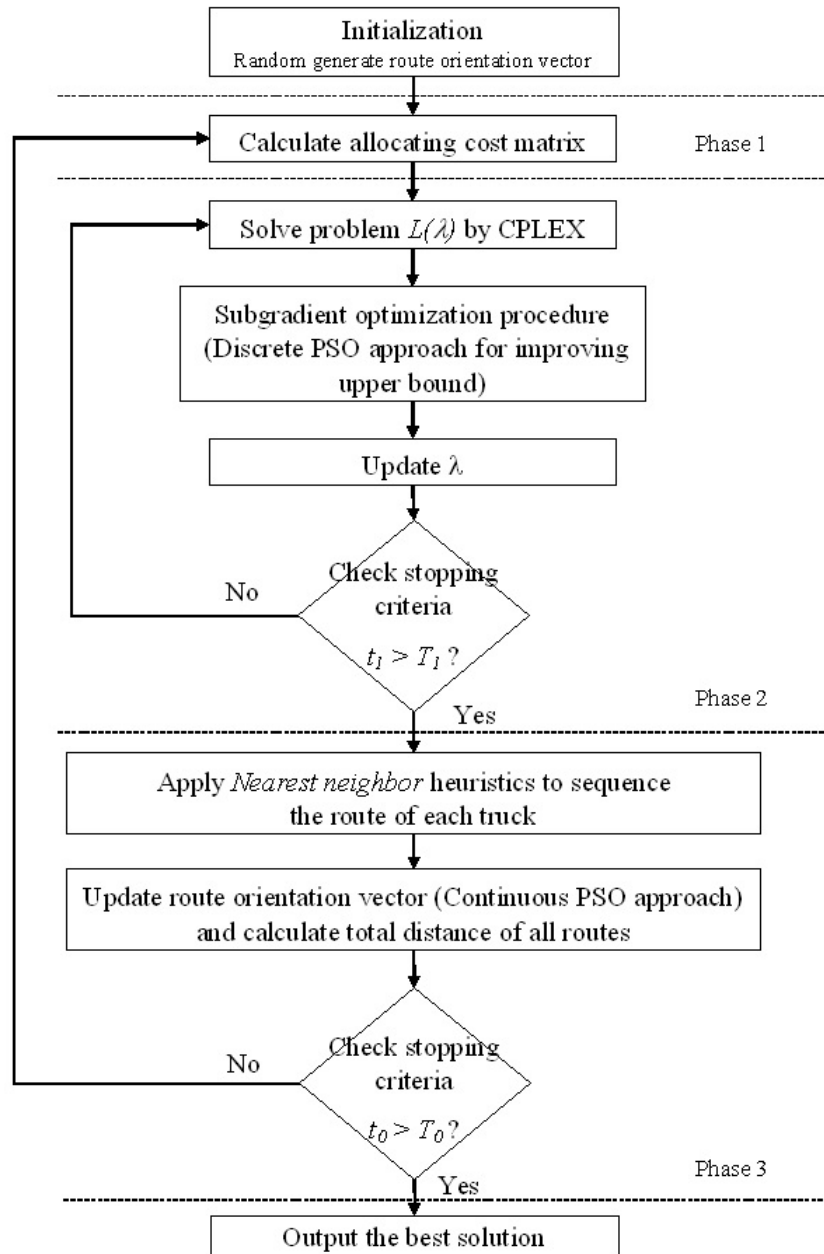 Initialization
Random generate route orientation vector
Calculate allocating cost matrix
Phase 1
Solve problem L(λ) by CPLEX
Subgradient optimization procedure
(Discrete PSO approach for improving
upper bound)
Update λ
Check stopping
No
criteria
t₁ > T₁ ?
Phase 2
Yes
Apply Nearest neighbor heuristics to sequence
the route of each truck
Update route orientation vector (Continuous PSO approach)
and calculate total distance of all routes
Check stopping
No
criteria
t₀ > T₀ ?
Phase 3
Yes
Output the best solution